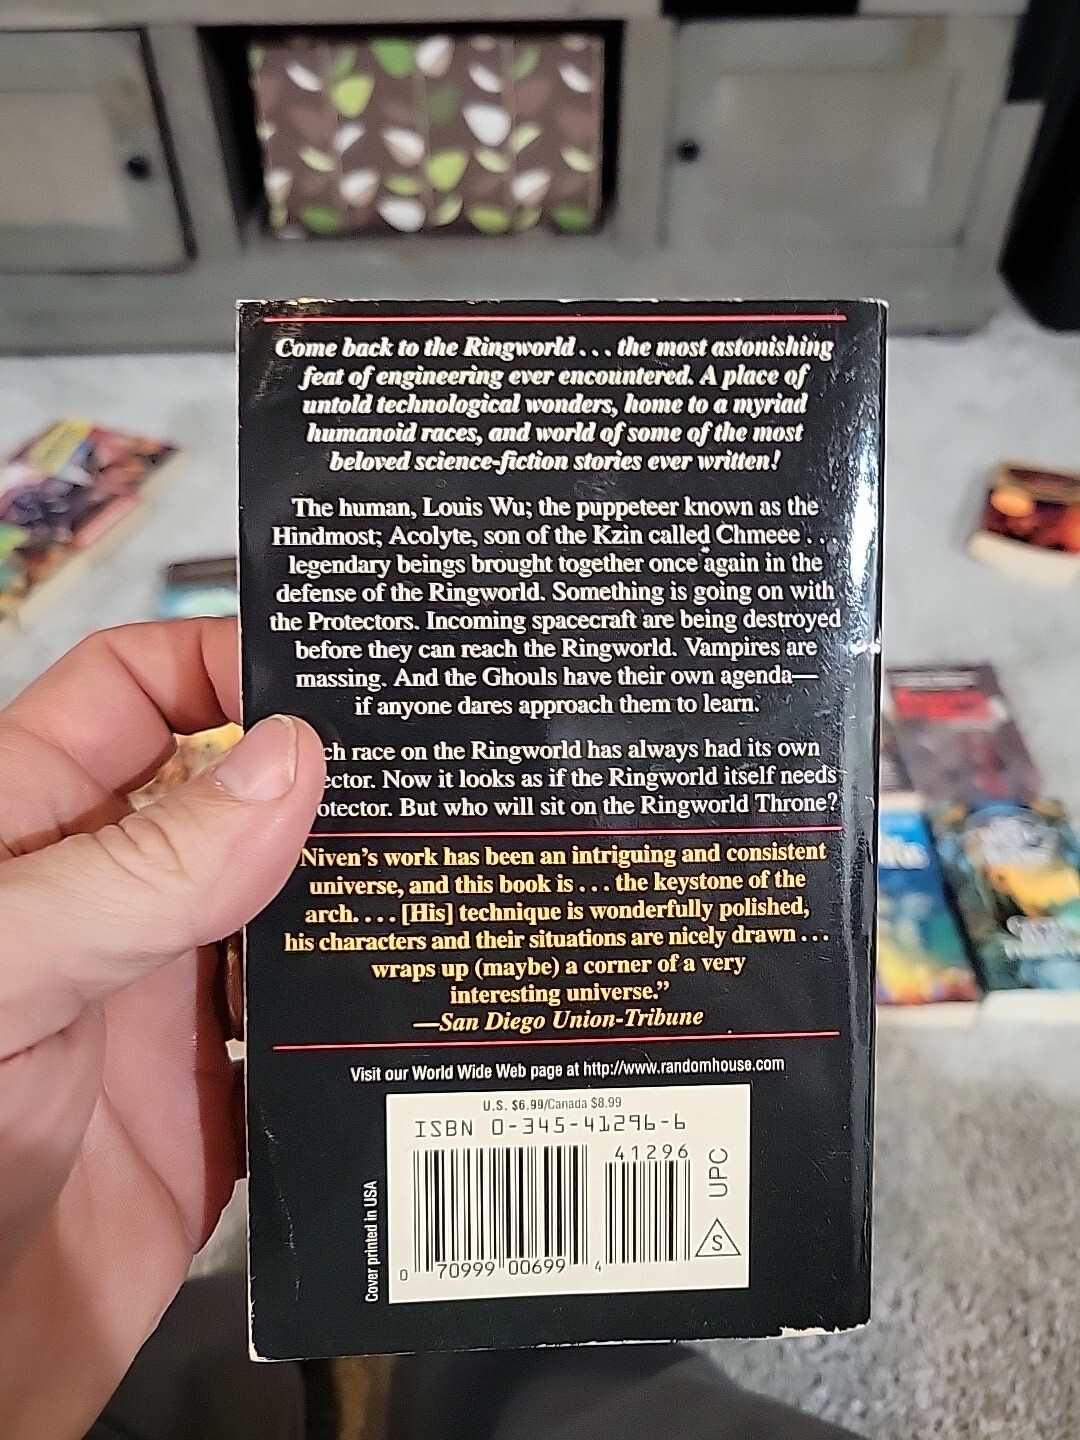 Come back to the Ringworld . . . the most astonishing
feat of engineering ever encountered. A place of
untold technological wonders, home to a myriad
humanoid races, and world of some of the most
beloved science-fiction stories ever written!
The human, Louis Wu; the puppeteer known as the
Hindmost; Acolyte, son of the Kzin called Chmeee . . .
legendary beings brought together once again in the
defense of the Ringworld. Something is going on with
the Protectors. Incoming spacecraft are being destroyed
before they can reach the Ringworld. Vampires are
massing. And the Ghouls have their own agenda—
if anyone dares approach them to learn.
ch race on the Ringworld has always had its own
ector. Now it looks as if the Ringworld itself needs
otector. But who will sit on the Ringworld Throne?
Niven's work has been an intriguing and consistent
universe, and this book is . . . the keystone of the
arch. . . . [His] technique is wonderfully polished,
his characters and their situations are nicely drawn . . .
wraps up (maybe) a corner of a very
interesting universe."
—San Diego Union-Tribune
Visit our World Wide Web page at http://www.randomhouse.com
U.S. $6.99/Canada $8.99
ISBN 0-345-41296-6
41296
0 70999 00699 4
UPC
S
Cover printed in USA